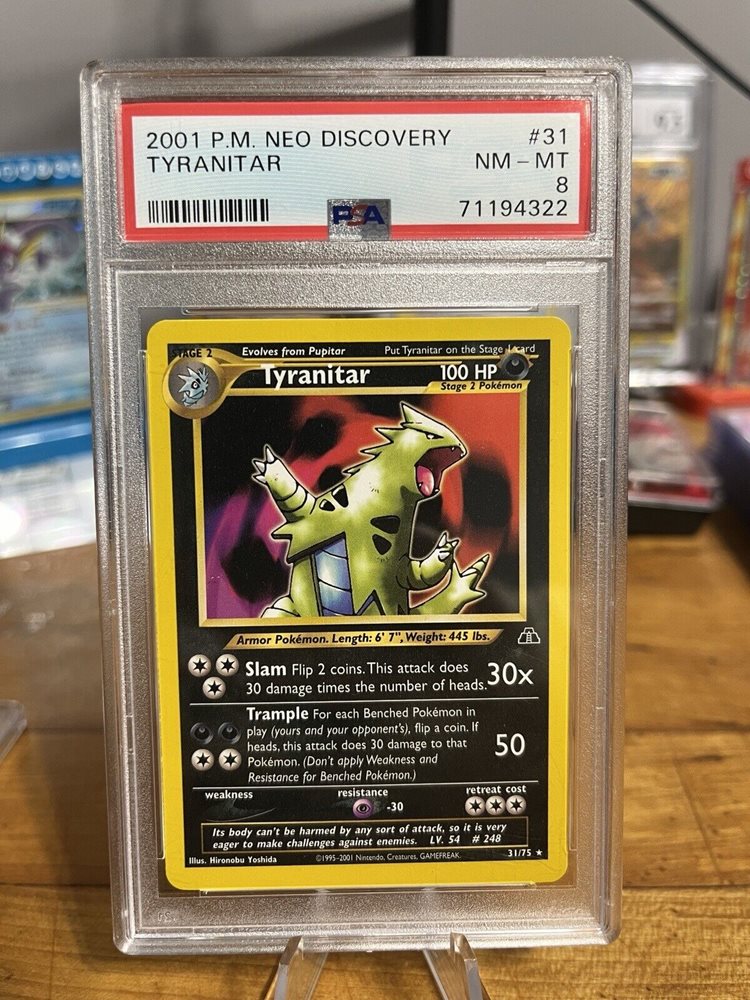 2001 P.M. NEO DISCOVERY #31
TYRANITAR NM - MT
8
PSA 71194322
STAGE 2 Evolves from Pupitar Put Tyranitar on the Stage 1 card
Tyranitar 100 HP
Stage 2 Pokémon
Armor Pokémon. Length: 6' 7", Weight: 445 lbs.
Slam Flip 2 coins. This attack does
30 damage times the number of heads. 30x
Trample For each Benched Pokémon in
play (yours and your opponent's), flip a coin. If
heads, this attack does 30 damage to that
Pokémon. (Don't apply Weakness and
Resistance for Benched Pokémon.)
50
weakness resistance retreat cost
-30
Its body can't be harmed by any sort of attack, so it is very
eager to make challenges against enemies. LV. 54 # 248
Illus. Hironobu Yoshida ©1995-2001 Nintendo, Creatures, GAMEFREAK. 31/75 ★